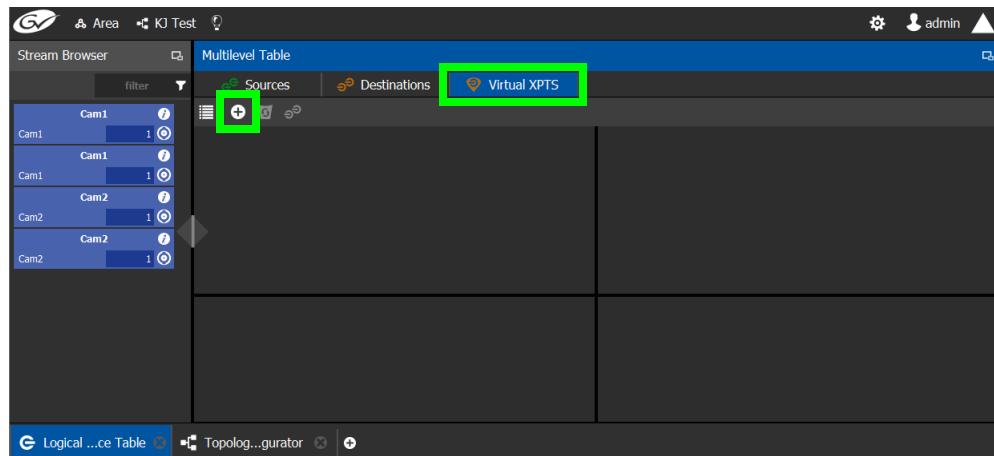 GV Area KJ Test admin
Stream Browser Multilevel Table
filter Sources Destinations Virtual XPTS
Cam1 i
Cam1 1
Cam1 i
Cam1 1
Cam2 i
Cam2 1
Cam2 i
Cam2 1
Logical ...ce Table Topolog...gurator